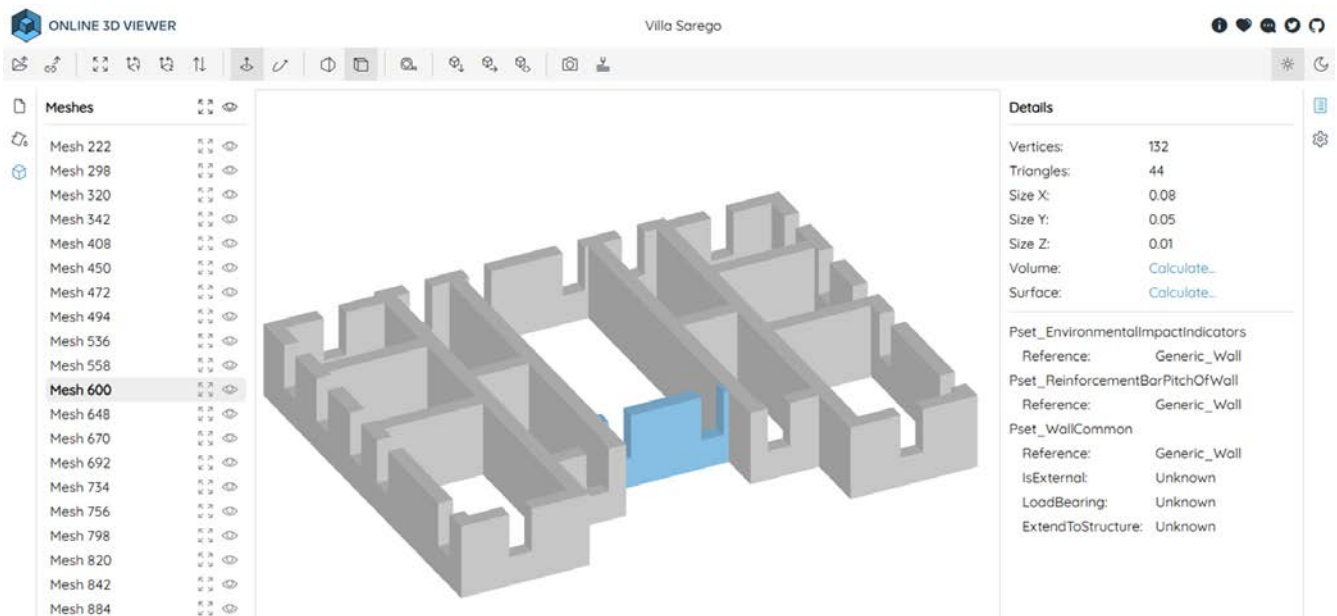 ONLINE 3D VIEWER
Villa Sarego
Meshes
Mesh 222
Mesh 298
Mesh 320
Mesh 342
Mesh 408
Mesh 450
Mesh 472
Mesh 494
Mesh 536
Mesh 558
Mesh 600
Mesh 648
Mesh 670
Mesh 692
Mesh 734
Mesh 756
Mesh 798
Mesh 820
Mesh 842
Mesh 884
Details
Vertices: 132
Triangles: 44
Size X: 0.08
Size Y: 0.05
Size Z: 0.01
Volume: Calculate...
Surface: Calculate...
Pset_EnvironmentalImpactIndicators
Reference: Generic_Wall
Pset_ReinforcementBarPitchOfWall
Reference: Generic_Wall
Pset_WallCommon
Reference: Generic_Wall
IsExternal: Unknown
LoadBearing: Unknown
ExtendToStructure: Unknown